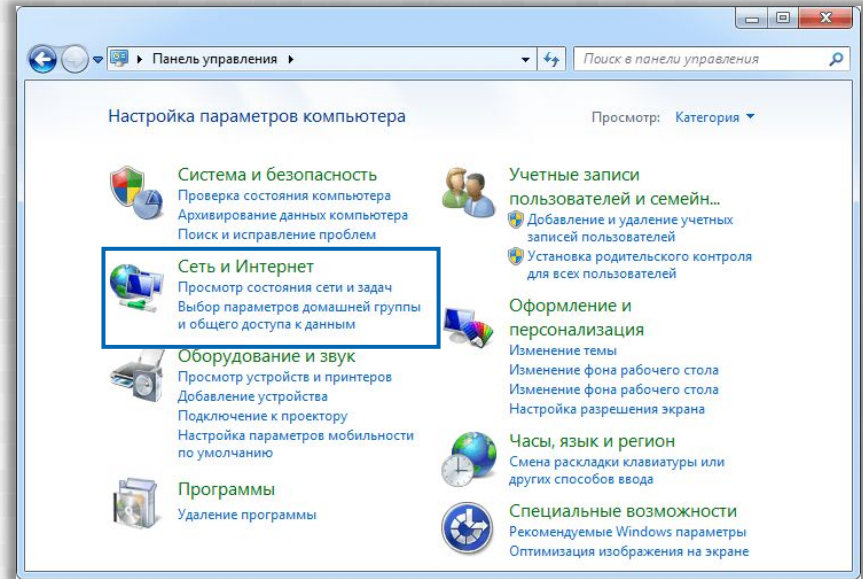 Панель управления
Поиск в панели управления
Настройка параметров компьютера
Просмотр: Категория
Система и безопасность
Проверка состояния компьютера
Архивирование данных компьютера
Поиск и исправление проблем
Сеть и Интернет
Просмотр состояния сети и задач
Выбор параметров домашней группы
и общего доступа к данным
Оборудование и звук
Просмотр устройств и принтеров
Добавление устройства
Подключение к проектору
Настройка параметров мобильности
по умолчанию
Программы
Удаление программы
Учетные записи
пользователей и семейн...
Добавление и удаление учетных
записей пользователей
Установка родительского контроля
для всех пользователей
Оформление и
персонализация
Изменение темы
Изменение фона рабочего стола
Изменение фона рабочего стола
Настройка разрешения экрана
Часы, язык и регион
Смена раскладки клавиатуры или
других способов ввода
Специальные возможности
Рекомендуемые Windows параметры
Оптимизация изображения на экране